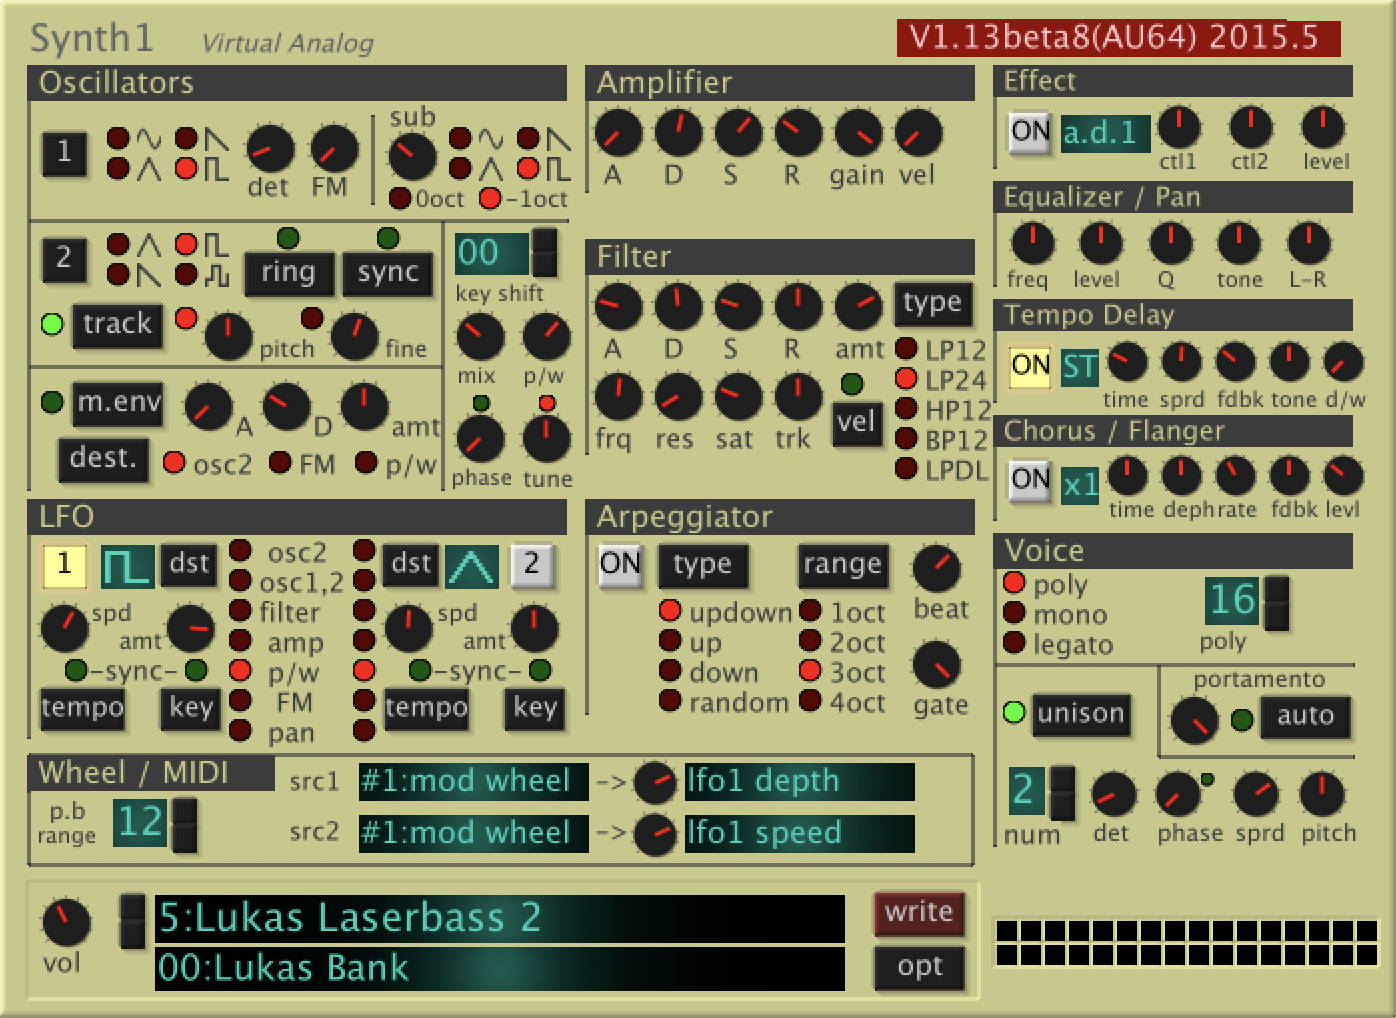 Synth1 Virtual Analog V1.13beta8(AU64) 2015.5
Oscillators
1
det FM
sub
0oct -1oct
2
ring sync
track pitch fine
m.env A D amt
dest. osc2 FM p/w
00
key shift
mix p/w
phase tune
Amplifier
A D S R gain vel
Filter
A D S R amt type
frq res sat trk vel
LP12
LP24
HP12
BP12
LPDL
Effect
ON a.d.1 ctl1 ctl2 level
Equalizer / Pan
freq level Q tone L-R
Tempo Delay
ON ST time sprd fdbk tone d/w
Chorus / Flanger
ON x1 time deph rate fdbk levl
LFO
1 dst osc2 dst 2
osc1,2
spd filter spd
amt amp amt
-sync- p/w -sync-
tempo key FM tempo key
pan
Arpeggiator
ON type range beat
updown 1oct
up 2oct
down 3oct
random 4oct
gate
Voice
poly
mono
legato
16
poly
unison
portamento
auto
2
num det phase sprd pitch
Wheel / MIDI
p.b
range
12
src1 #1:mod wheel -> lfo1 depth
src2 #1:mod wheel -> lfo1 speed
vol
5:Lukas Laserbass 2
00:Lukas Bank
write
opt